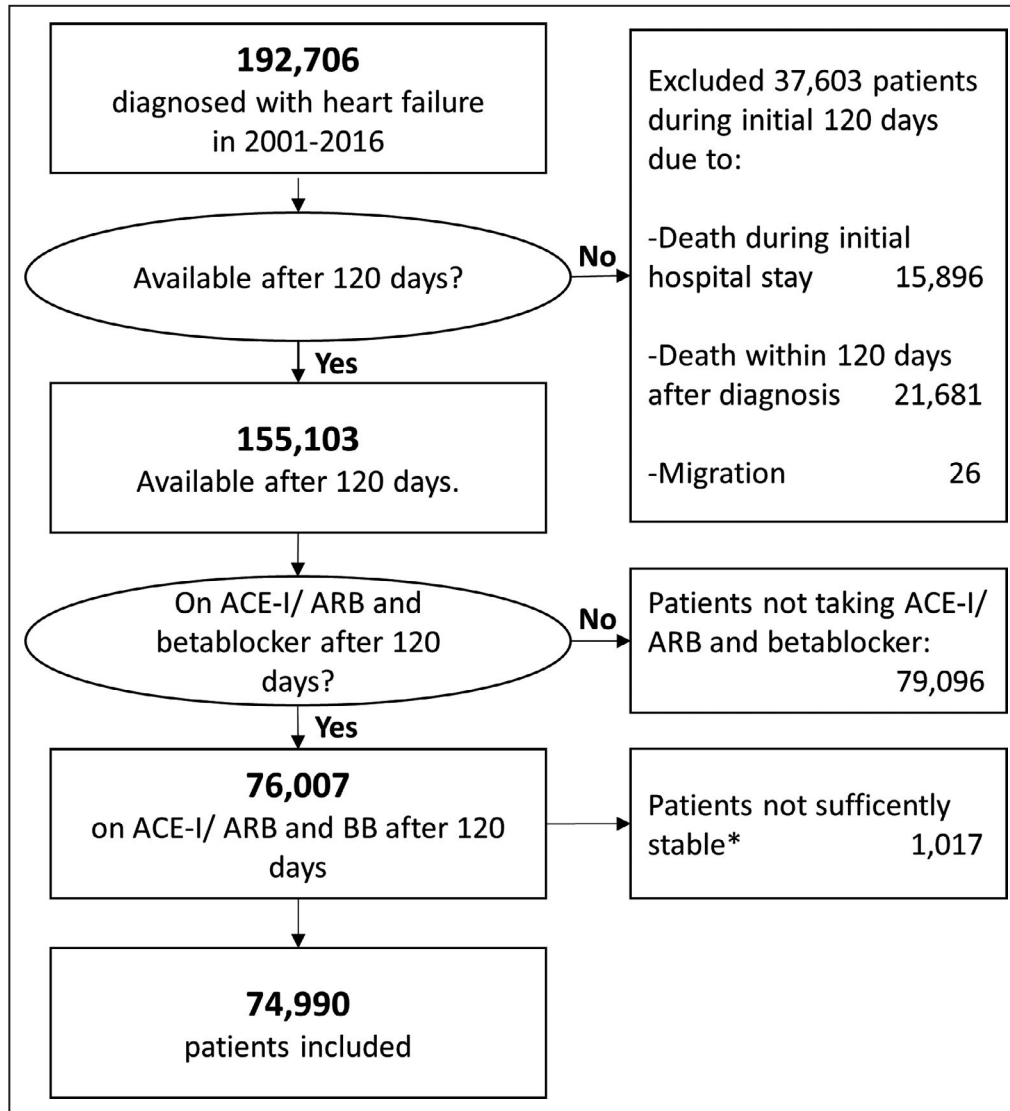 192,706
diagnosed with heart failure
in 2001-2016
Excluded 37,603 patients
during initial 120 days
due to:
-Death during initial
hospital stay 15,896
-Death within 120 days
after diagnosis 21,681
-Migration 26
Available after 120 days?
No
Yes
155,103
Available after 120 days.
On ACE-I/ ARB and
betablocker after 120
days?
No
Patients not taking ACE-I/
ARB and betablocker:
79,096
Yes
76,007
on ACE-I/ ARB and BB after 120
days
Patients not sufficently
stable* 1,017
74,990
patients included